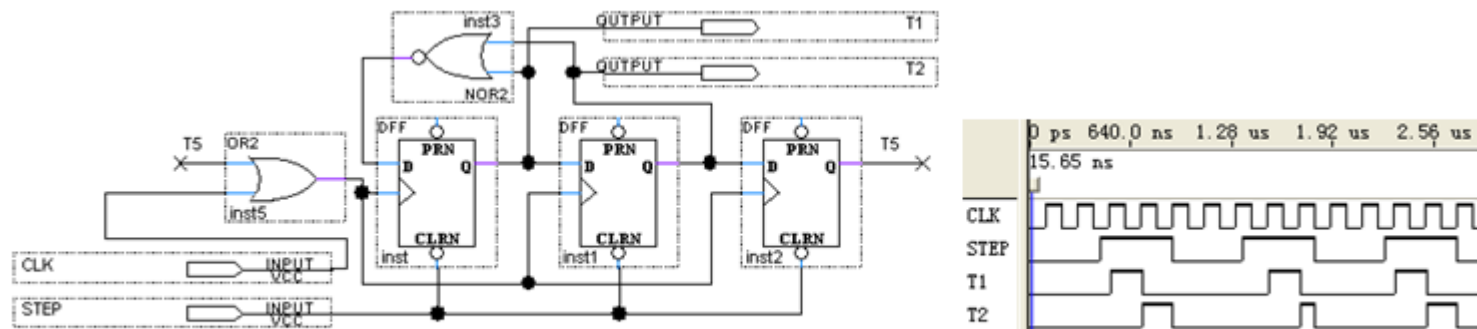 inst3
OUTPUT T1
OUTPUT T2
NOR2
T5 OR2
DFF DFF DFF
PRN PRN PRN
D Q D Q D Q
T5
inst5
CLRN CLRN CLRN
inst inst1 inst2
CLK INPUT
VCC
STEP INPUT
VCC
0 ps 640.0 ns 1.28 us 1.92 us 2.56 us
15.65 ns
CLK
STEP
T1
T2